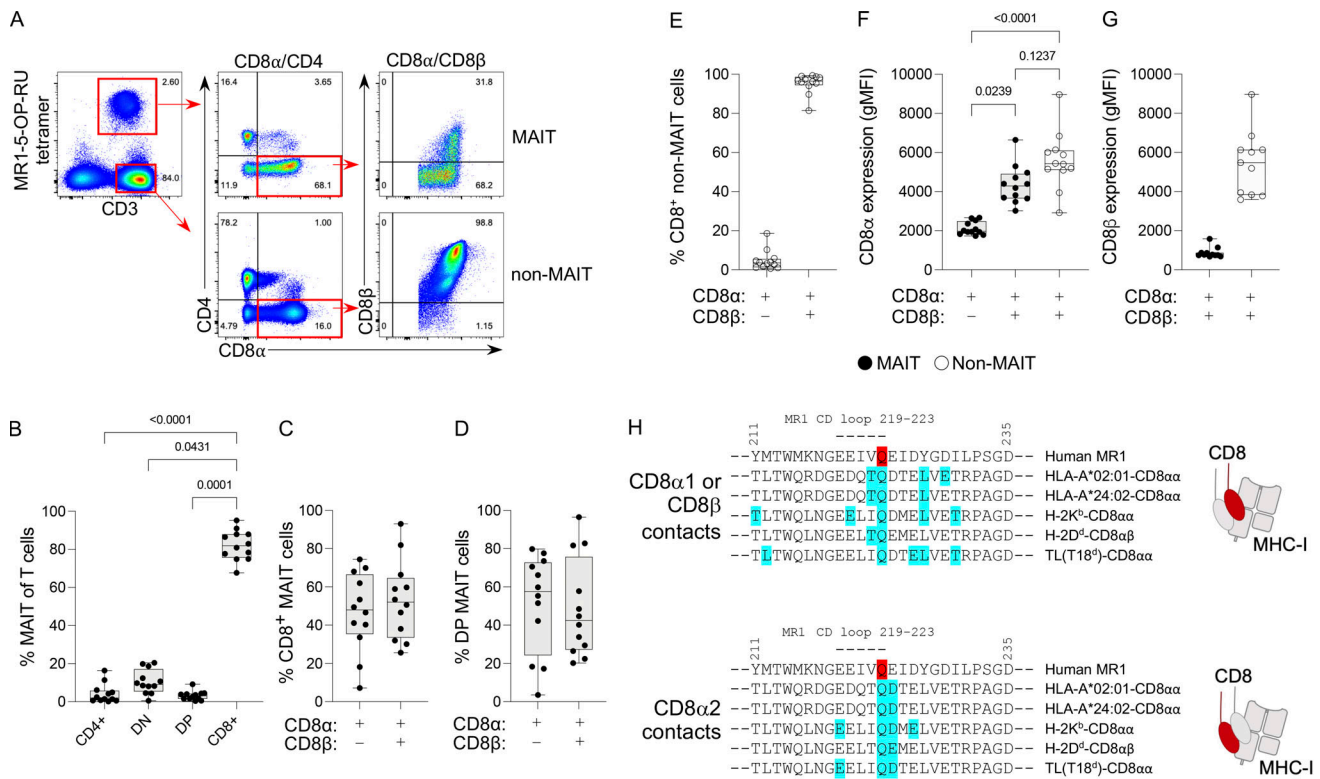 A
MR1-5-OP-RU
tetramer
CD3
2.60
84.0
CD8α/CD4
CD8α/CD8β
16.4
3.65
11.9
68.1
0
31.8
0
68.2
MAIT
78.2
1.00
4.79
16.0
0
98.8
0
1.15
non-MAIT
CD4
CD8β
CD8α
B
% MAIT of T cells
<0.0001
0.0431
0.0001
100
80
60
40
20
0
CD4+
DN
DP
CD8+
C
% CD8⁺ MAIT cells
100
80
60
40
20
0
CD8α: + +
CD8β: – +
D
% DP MAIT cells
100
80
60
40
20
0
+ +
– +
E
% CD8⁺ non-MAIT cells
100
80
60
40
20
0
CD8α: + +
CD8β: – +
F
CD8α expression (gMFI)
<0.0001
0.1237
0.0239
10000
8000
6000
4000
2000
0
CD8α: + + +
CD8β: – + +
G
CD8β expression (gMFI)
10000
8000
6000
4000
2000
0
CD8α: + +
CD8β: + +
MAIT
Non-MAIT
H
MR1 CD loop 219-223
211
235
CD8α1 or
CD8β
contacts
--YMTWMKNGEEIVQEIDYGDILPSGD-- Human MR1
--TLTWQRDGEDQTQDTELVETRPAGD-- HLA-A*02:01-CD8αα
--TLTWQRDGEDQTQDTELVETRPAGD-- HLA-A*24:02-CD8αα
--TLTWQLNGEELIQDMELVETRPAGD-- H-2Kᵇ-CD8αα
--TLTWQLNGEELTQEMELVETRPAGD-- H-2Dᵈ-CD8αβ
--TLTWQLNGEELIQDTELVETRPAGD-- TL(T18ᵈ)-CD8αα
CD8
MHC-I
MR1 CD loop 219-223
211
235
CD8α2
contacts
--YMTWMKNGEEIVQEIDYGDILPSGD-- Human MR1
--TLTWQRDGEDQTQDTELVETRPAGD-- HLA-A*02:01-CD8αα
--TLTWQRDGEDQTQDTELVETRPAGD-- HLA-A*24:02-CD8αα
--TLTWQLNGEELIQDMELVETRPAGD-- H-2Kᵇ-CD8αα
--TLTWQLNGEELTQEMELVETRPAGD-- H-2Dᵈ-CD8αβ
--TLTWQLNGEELIQDTELVETRPAGD-- TL(T18ᵈ)-CD8αα
CD8
MHC-I